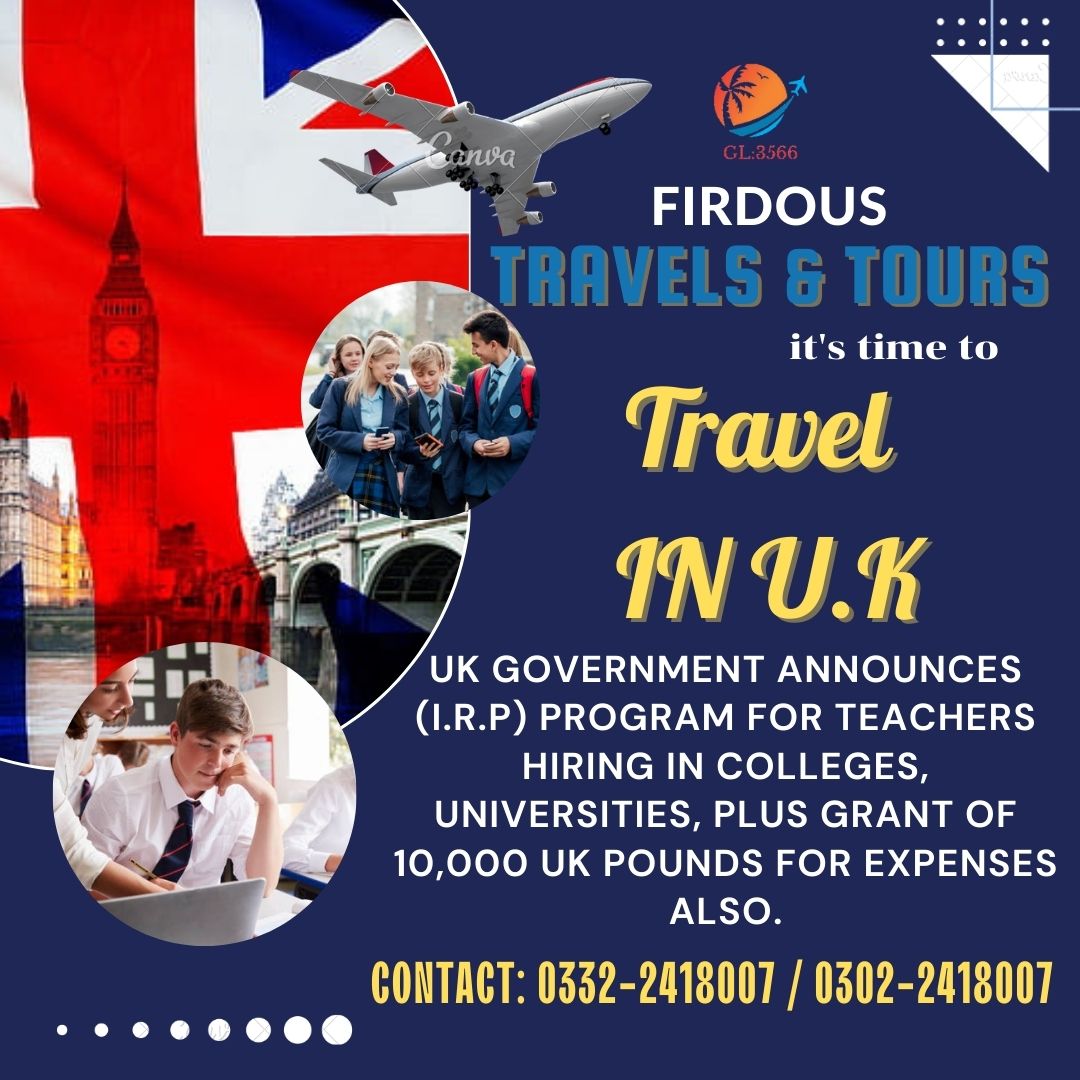 Canva
GL:3566
FIRDOUS
TRAVELS & TOURS
it's time to
Travel
IN U.K
UK GOVERNMENT ANNOUNCES
(I.R.P) PROGRAM FOR TEACHERS
HIRING IN COLLEGES,
UNIVERSITIES, PLUS GRANT OF
10,000 UK POUNDS FOR EXPENSES
ALSO.
CONTACT: 0332-2418007 / 0302-2418007